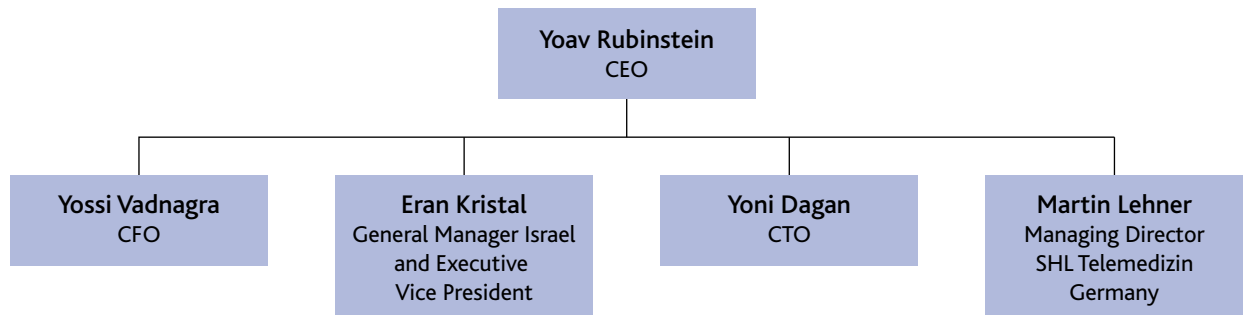 Yoav Rubinstein
CEO
Yossi Vadnagra
CFO
Eran Kristal
General Manager Israel
and Executive
Vice President
Yoni Dagan
CTO
Martin Lehner
Managing Director
SHL Telemedizin
Germany